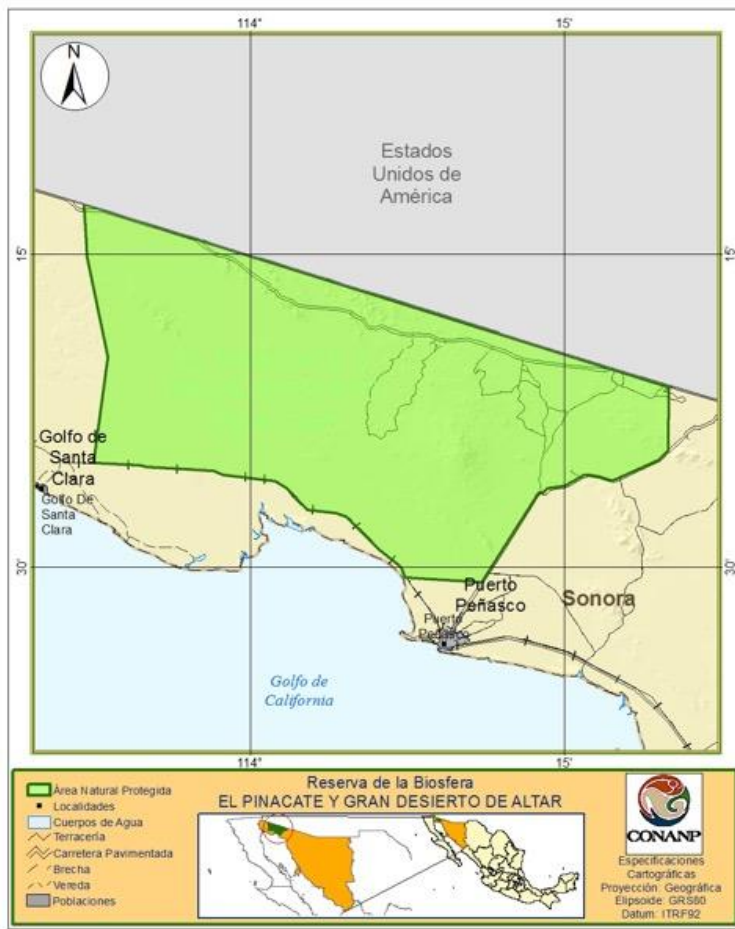 114°
15'
N
Estados
Unidos de
América
15'
15'
Golfo de
Santa
Clara
Golfo De
Santa
Clara
30'
30'
Puerto
Peñasco
Sonora
Puerto
Peñasco
Golfo de
California
114°
15'
Área Natural Protegida
Localidades
Cuerpos de Agua
Terracería
Carretera Pavimentada
Brecha
Vereda
Poblaciones
Reserva de la Biosfera
EL PINACATE Y GRAN DESIERTO DE ALTAR
CONANP
Especificaciones
Cartográficas
Proyección: Geográfica
Elipsoide: GRS80
Datum: ITRF92